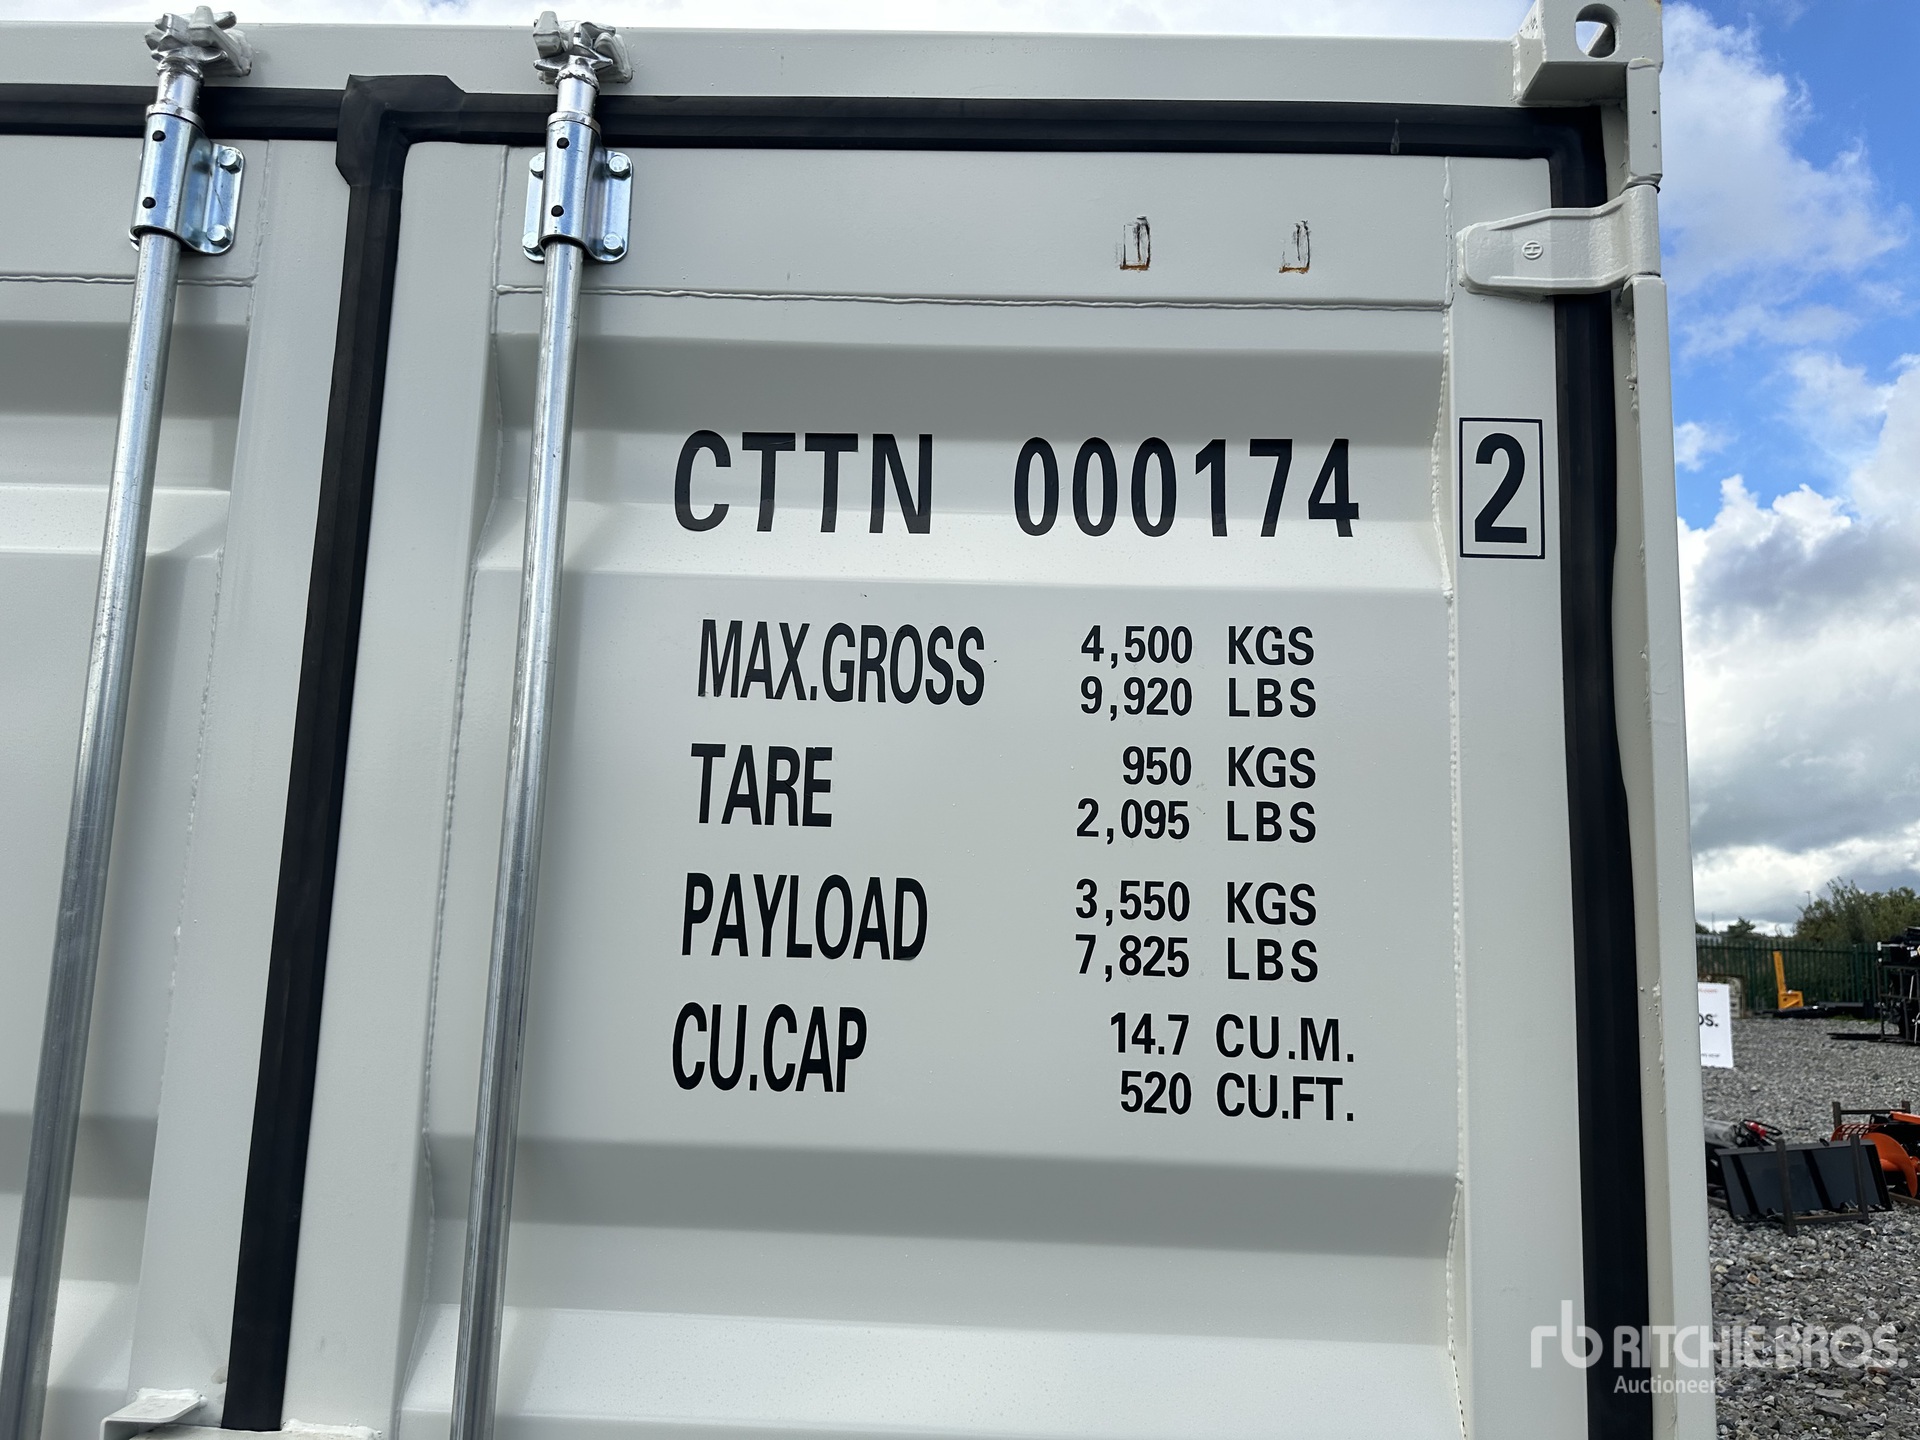 CTTN 000174 2
MAX.GROSS 4,500 KGS
9,920 LBS
TARE 950 KGS
2,095 LBS
PAYLOAD 3,550 KGS
7,825 LBS
CU.CAP 14.7 CU.M.
520 CU.FT.
rb RITCHIE BROS.
Auctioneers